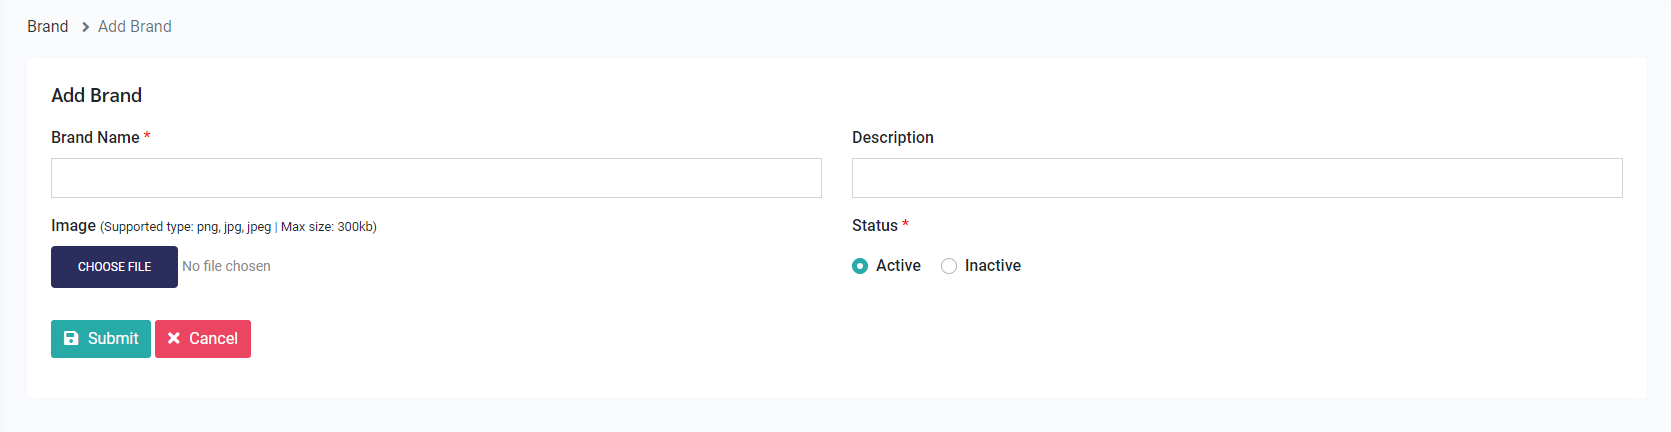 Brand > Add Brand
Add Brand
Brand Name *
Description
Image (Supported type: png, jpg, jpeg | Max size: 300kb)
Status *
CHOOSE FILE No file chosen
Active Inactive
Submit Cancel